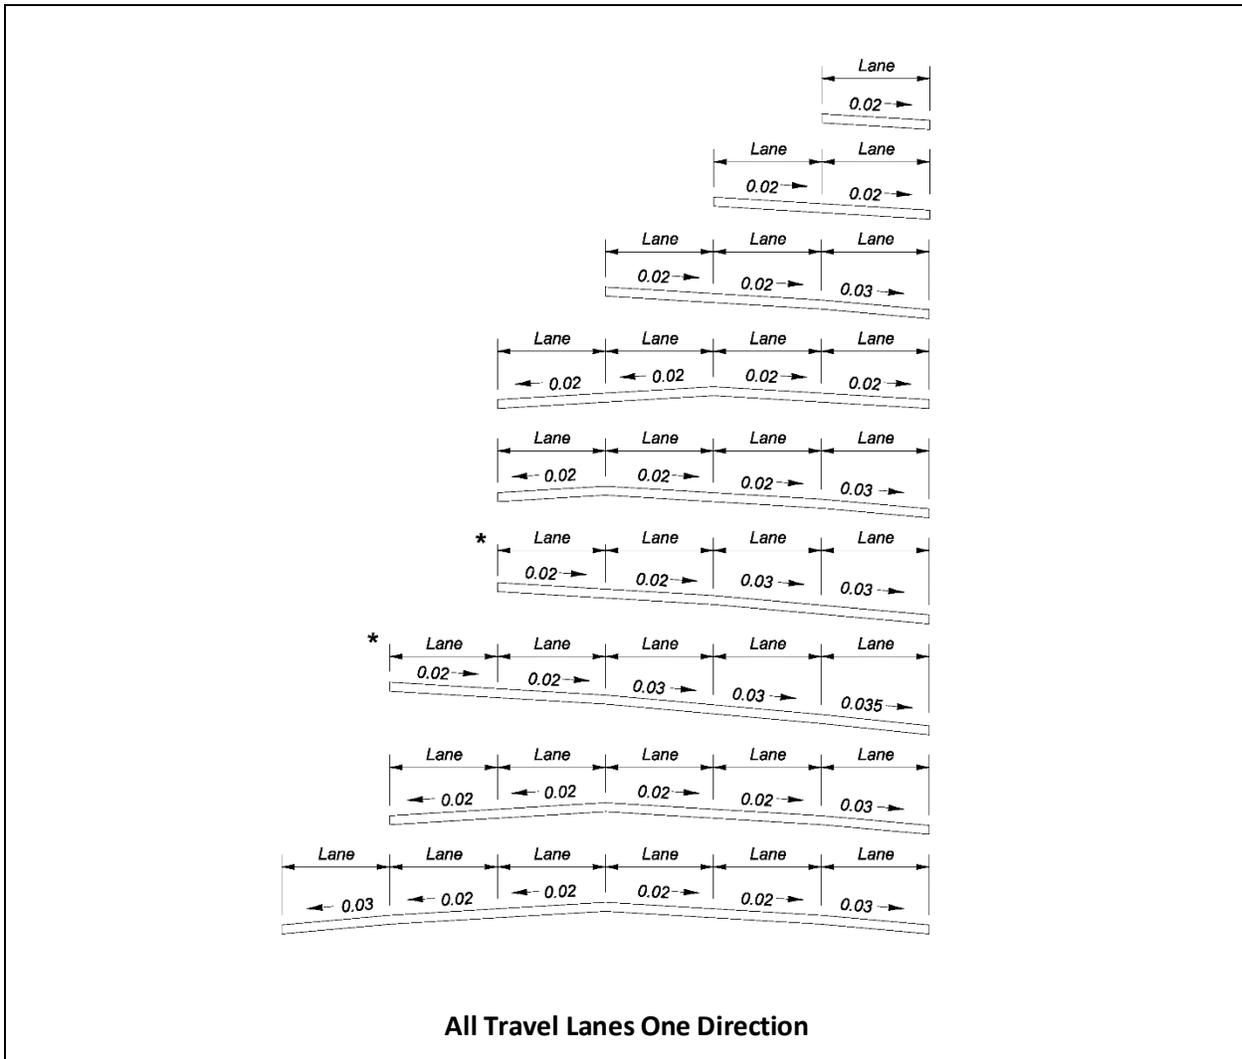 Lane
0.02
Lane Lane
0.02 0.02
Lane Lane Lane
0.02 0.02 0.03
Lane Lane Lane Lane
0.02 0.02 0.02 0.02
Lane Lane Lane Lane
0.02 0.02 0.02 0.03
* Lane Lane Lane Lane
0.02 0.02 0.03 0.03
* Lane Lane Lane Lane Lane
0.02 0.02 0.03 0.03 0.035
Lane Lane Lane Lane Lane
0.02 0.02 0.02 0.02 0.03
Lane Lane Lane Lane Lane Lane
0.03 0.02 0.02 0.02 0.02 0.03
All Travel Lanes One Direction